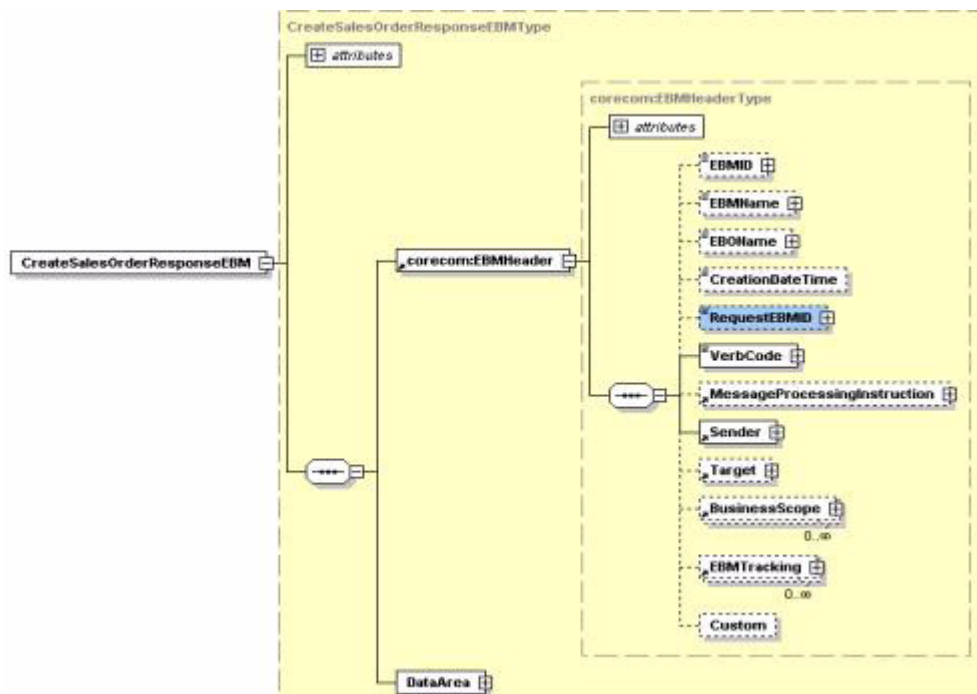 CreateSalesOrderResponseEBMType
attributes
corecom:EBMHeaderType
attributes
EBMID
EBMName
EBOName
CreationDateTime
RequestEBMID
VerbCode
MessageProcessingInstruction
Sender
Target
BusinessScope
0..∞
EBMTracking
0..∞
Custom
CreateSalesOrderResponseEBM
corecom:EBMHeader
DataArea